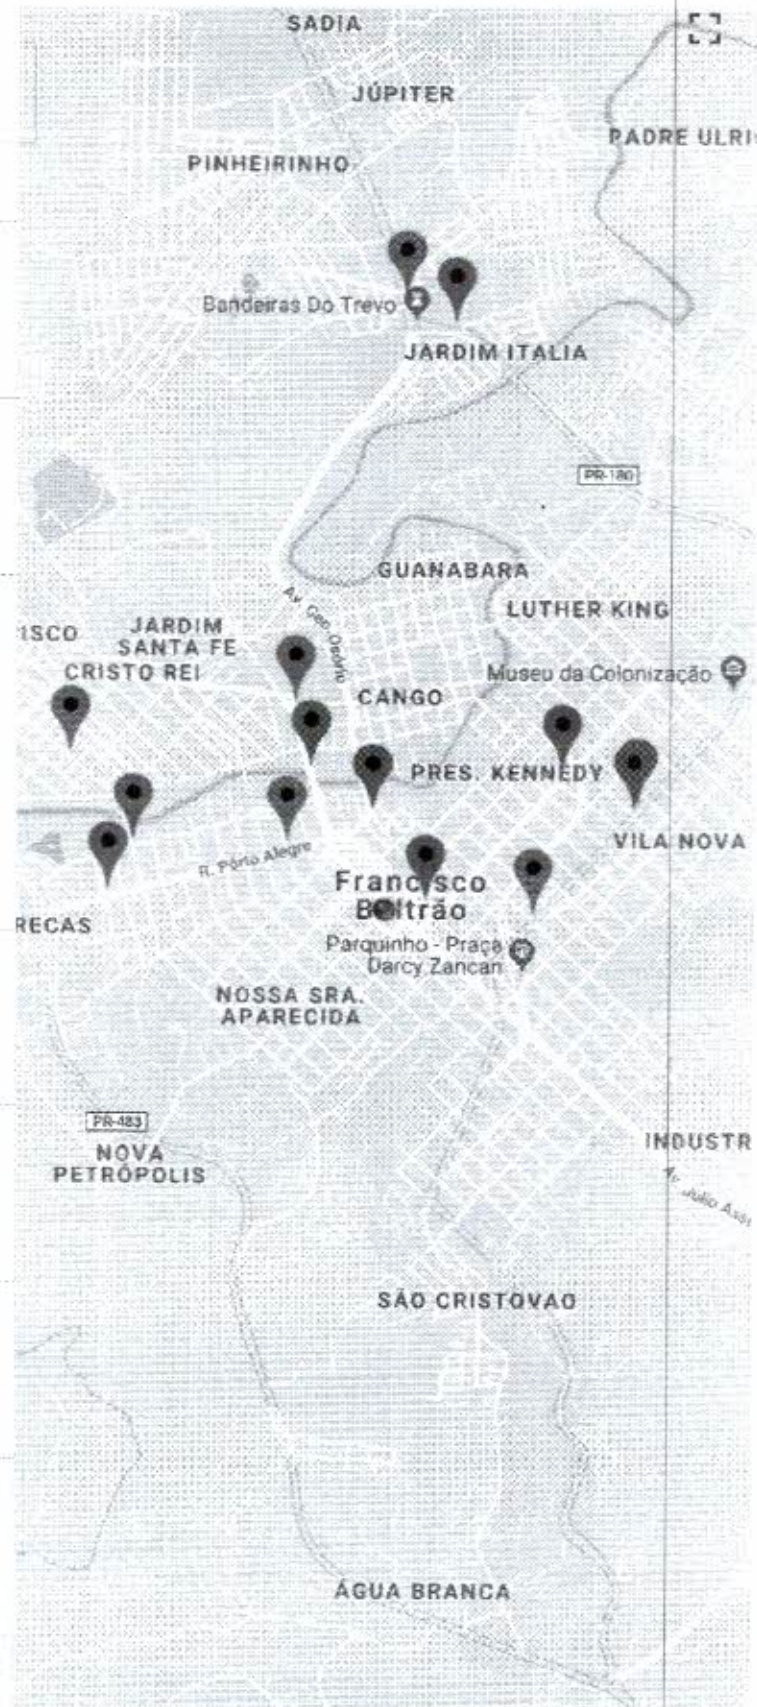 SADIA
JÚPITER
PADRE ULRI
PINHEIRINHO
Bandeiras Do Trevo
JARDIM ITALIA
PR-180
GUANABARA
Av. Gen. Osório
LUTHER KING
ISCO
JARDIM
SANTA FE
CRISTO REI
Museu da Colonização
CANGO
PRES. KENNEDY
VILA NOVA
R. Porto Alegre
Francisco
Beltrão
RECAS
Parquinho - Praça
Darcy Zancan
NOSSA SRA.
APARECIDA
PR-483
NOVA
PETRÓPOLIS
INDUSTR
Julio Assi
SÃO CRISTOVAO
ÁGUA BRANCA